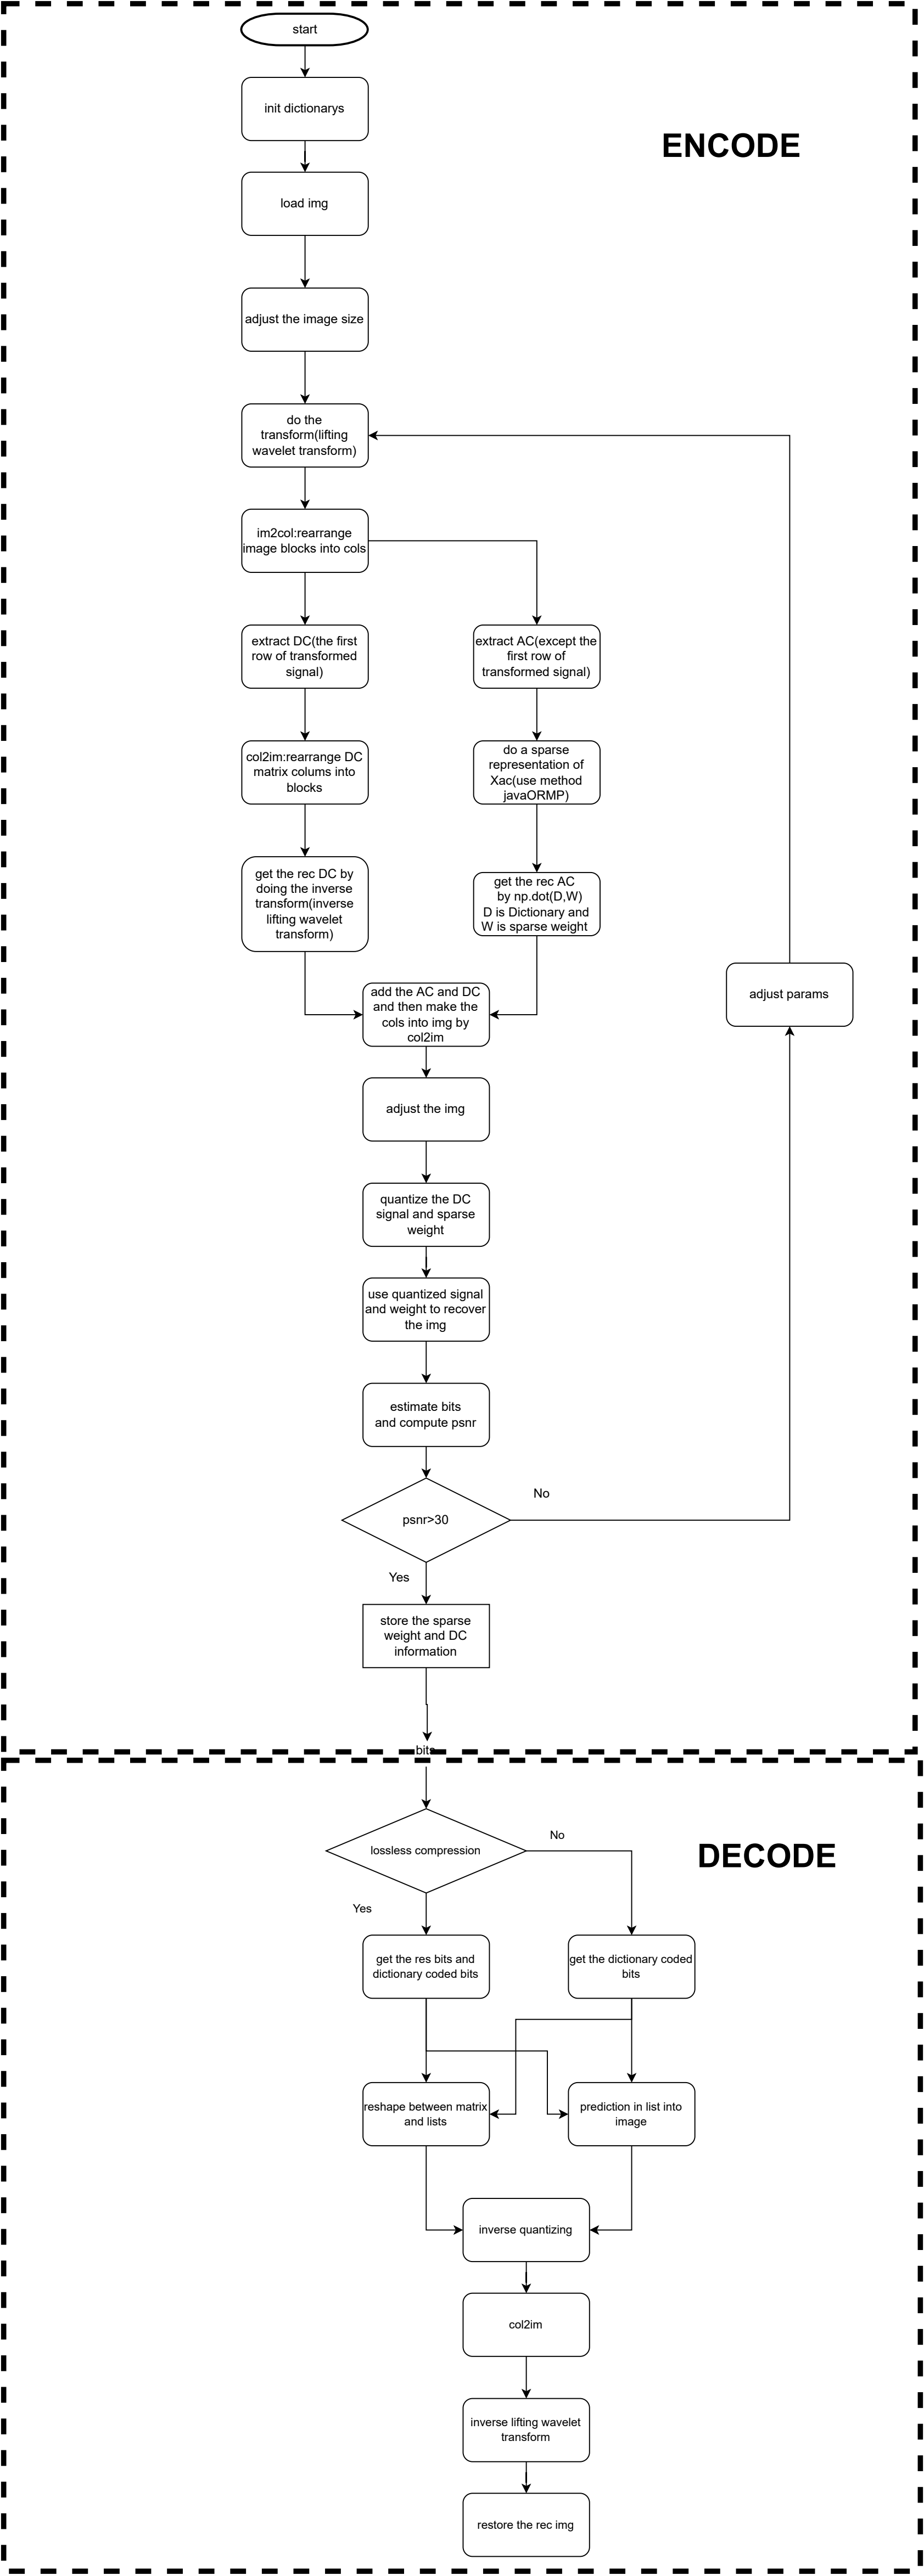 start
init dictionarys
ENCODE
load img
adjust the image size
do the
transform(lifting
wavelet transform)
im2col:rearrange
image blocks into cols
extract DC(the first
row of transformed
signal)
extract AC(except the
first row of
transformed signal)
col2im:rearrange DC
matrix colums into
blocks
do a sparse
representation of
Xac(use method
javaORMP)
get the rec DC by
doing the inverse
transform(inverse
lifting wavelet
transform)
get the rec AC
by np.dot(D,W)
D is Dictionary and
W is sparse weight
add the AC and DC
and then make the
cols into img by
col2im
adjust params
adjust the img
quantize the DC
signal and sparse
weight
use quantized signal
and weight to recover
the img
estimate bits
and compute psnr
No
psnr>30
Yes
store the sparse
weight and DC
information
bits
No
lossless compression
DECODE
Yes
get the res bits and
dictionary coded bits
get the dictionary coded
bits
reshape between matrix
and lists
prediction in list into
image
inverse quantizing
col2im
inverse lifting wavelet
transform
restore the rec img